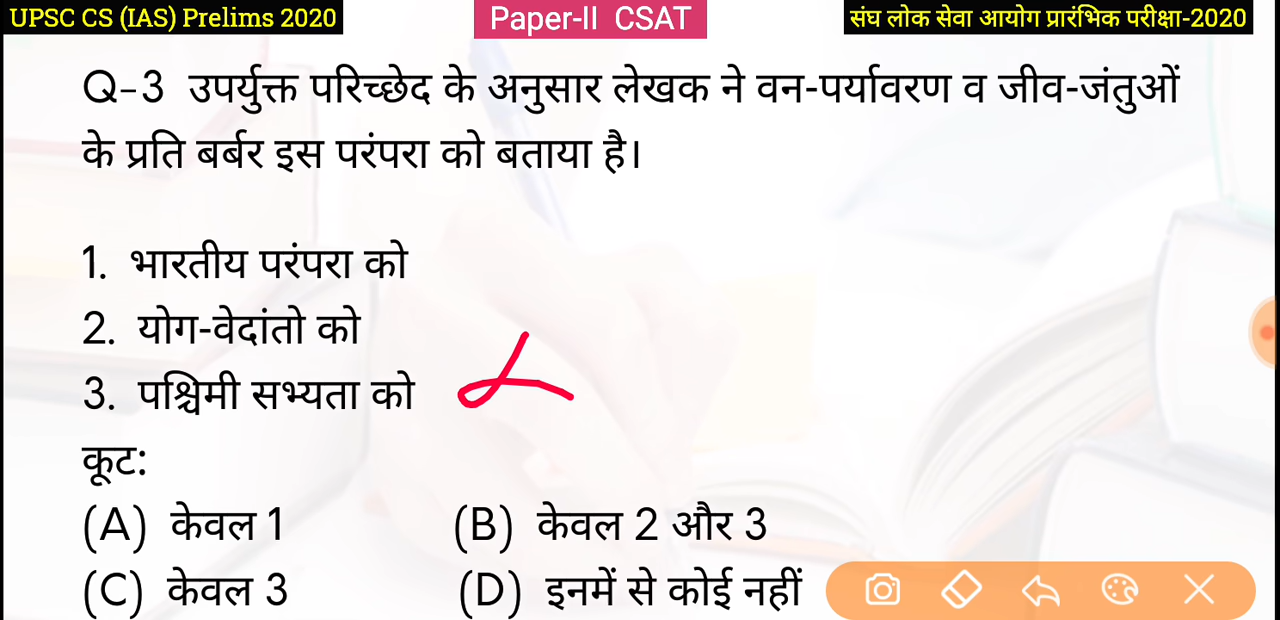 UPSC CS (IAS) Prelims 2020
Paper-II CSAT
संघ लोक सेवा आयोग प्रारंभिक परीक्षा-2020
Q-3 उपर्युक्त परिच्छेद के अनुसार लेखक ने वन-पर्यावरण व जीव-जंतुओं
के प्रति बर्बर इस परंपरा को बताया है।
1. भारतीय परंपरा को
2. योग-वेदांतो को
3. पश्चिमी सभ्यता को
कूट:
(A) केवल 1 (B) केवल 2 और 3
(C) केवल 3 (D) इनमें से कोई नहीं